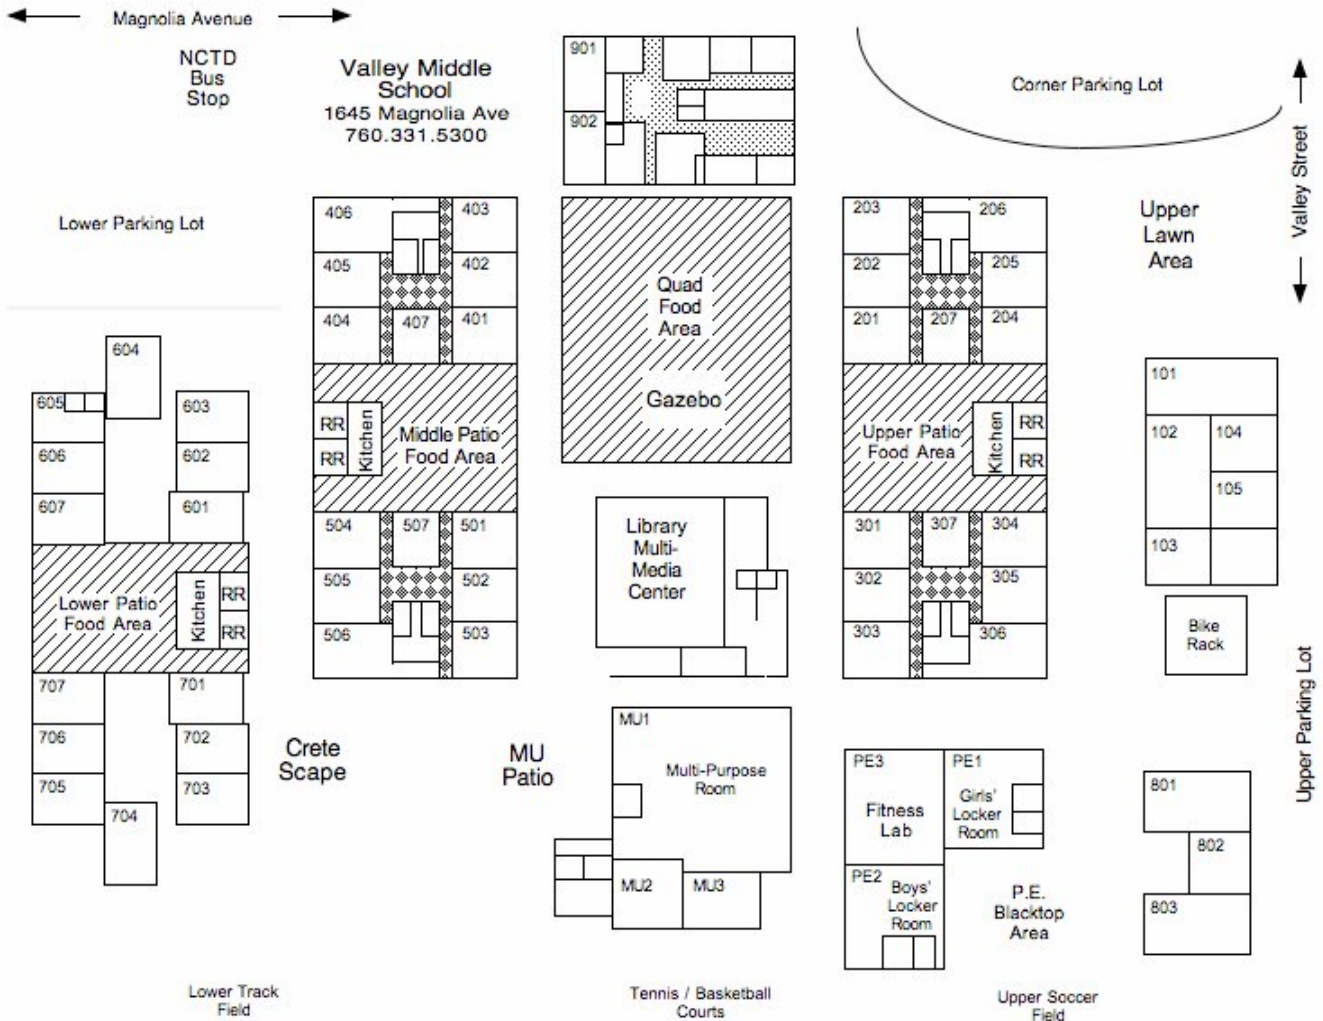 Magnolia Avenue
NCTD
Bus
Stop
Valley Middle
School
1645 Magnolia Ave
760.331.5300
901
902
Corner Parking Lot
Valley Street
Lower Parking Lot
406
403
405
402
404
407
401
Quad
Food
Area
Gazebo
203
206
202
205
201
207
204
Upper
Lawn
Area
604
605
603
606
602
607
601
RR
RR
Kitchen
Middle Patio
Food Area
Upper Patio
Food Area
Kitchen
RR
RR
101
102
104
105
103
504
507
501
505
502
506
503
Library
Multi-
Media
Center
301
307
304
302
305
303
306
Lower Patio
Food Area
Kitchen
RR
RR
Bike
Rack
Upper Parking Lot
707
701
706
702
705
703
704
Crete
Scape
MU
Patio
MU1
Multi-Purpose
Room
MU2
MU3
PE3
Fitness
Lab
PE1
Girls'
Locker
Room
PE2
Boys'
Locker
Room
P.E.
Blacktop
Area
801
802
803
Lower Track
Field
Tennis / Basketball
Courts
Upper Soccer
Field